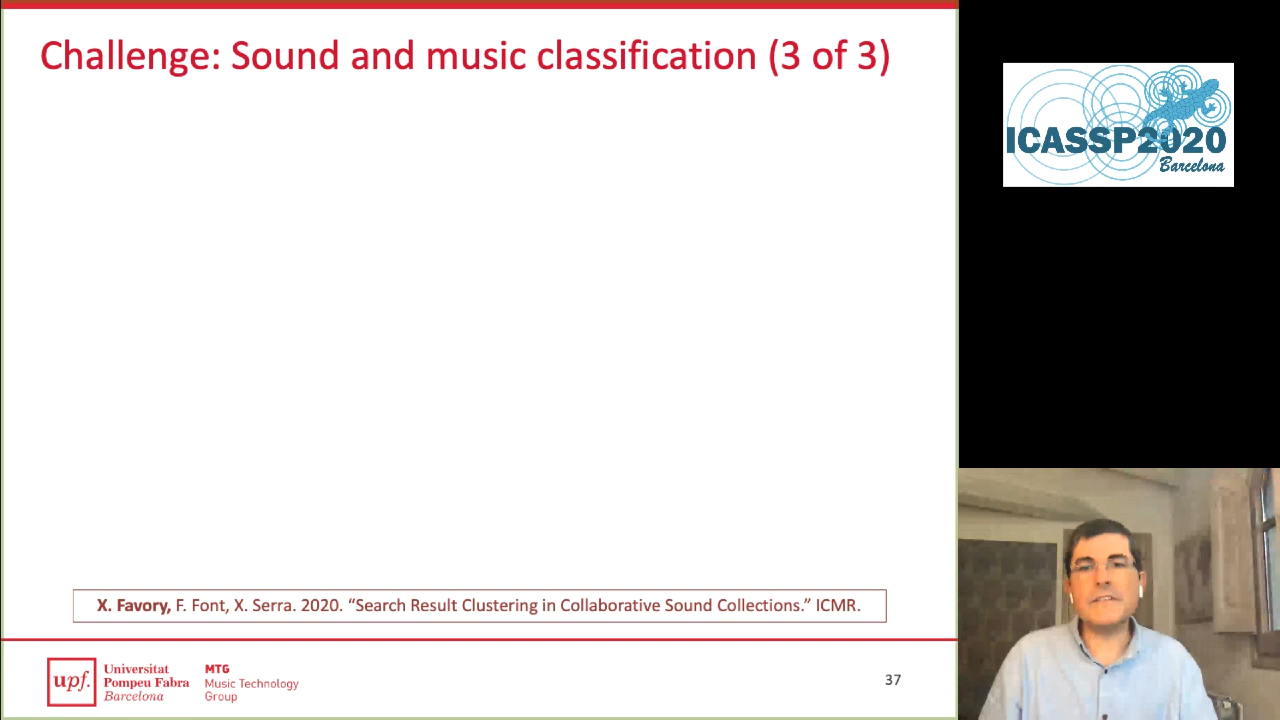 Challenge: Sound and music classification (3 of 3)
ICASSP2020
Barcelona
X. Favory, F. Font, X. Serra. 2020. “Search Result Clustering in Collaborative Sound Collections.” ICMR.
upf.
Universitat
Pompeu Fabra
Barcelona
MTG
Music Technology
Group
37